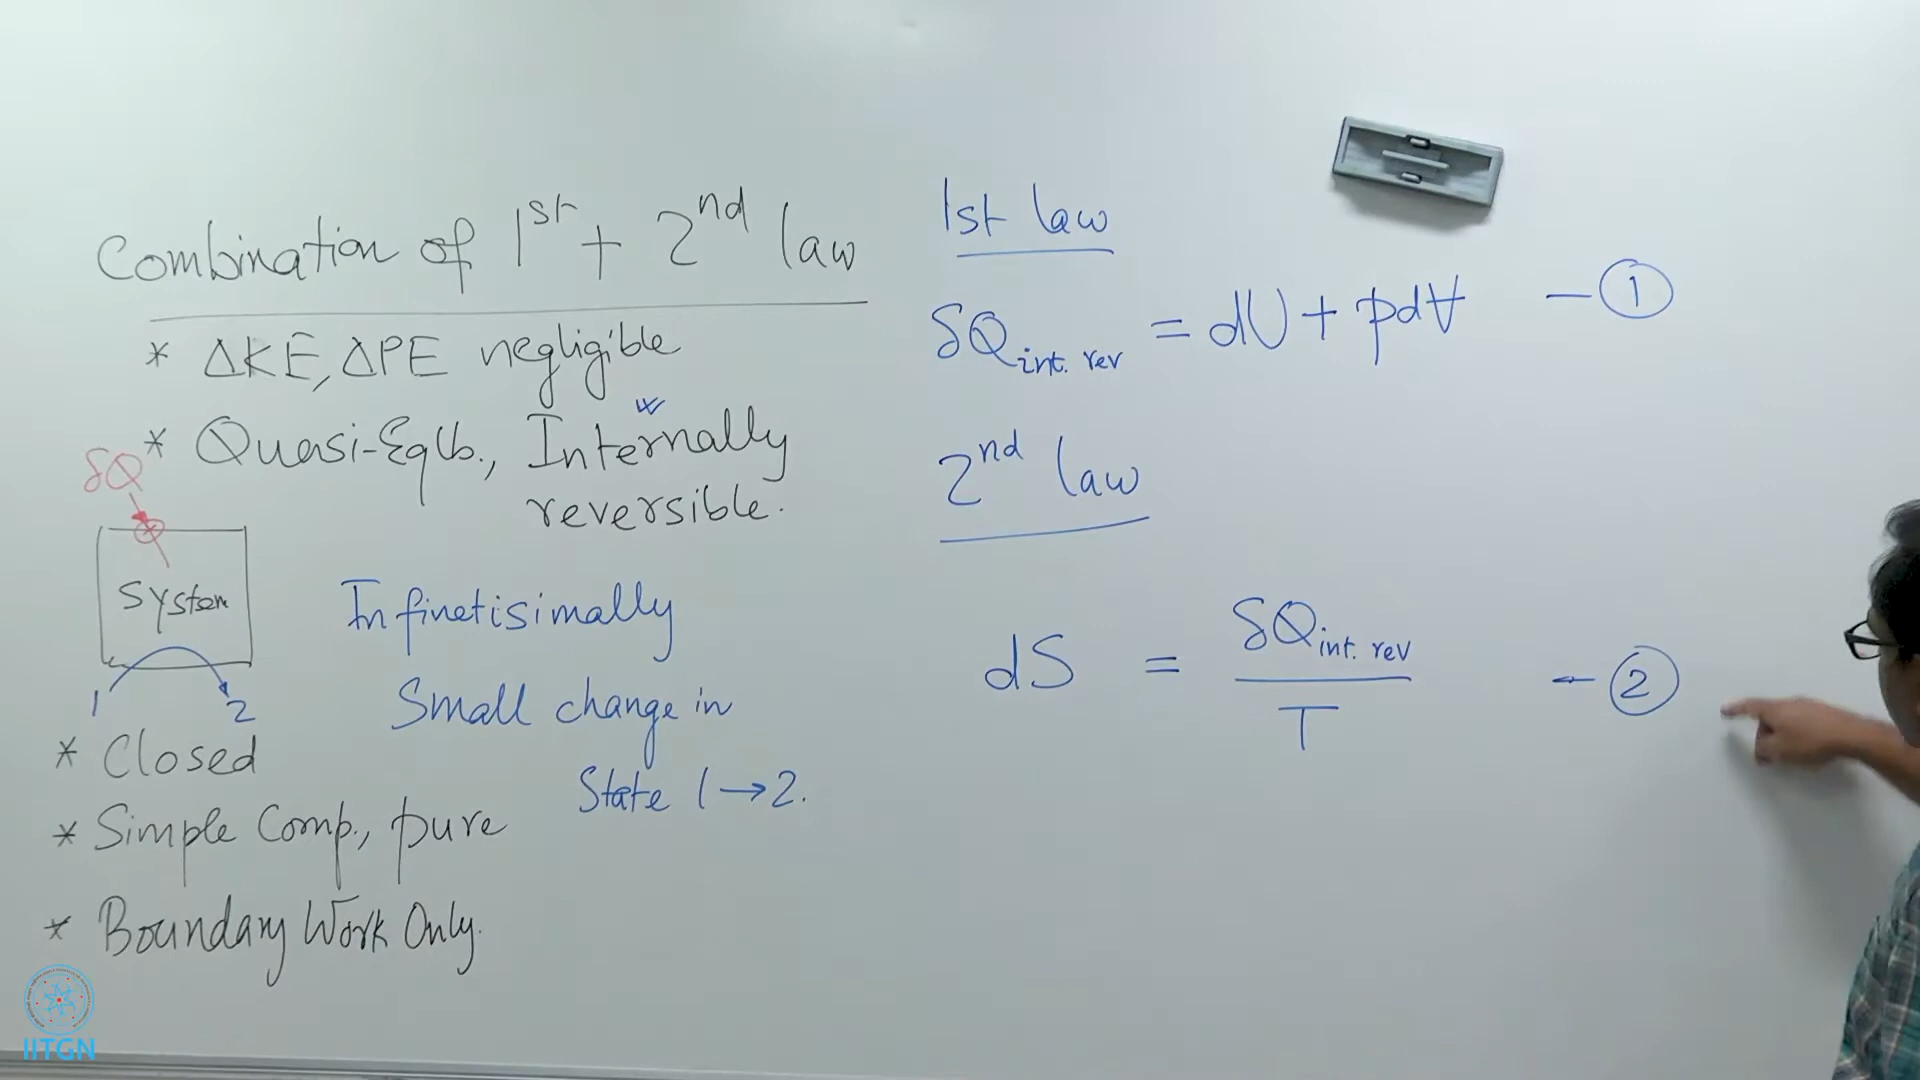 Combination of 1st + 2nd law
* ΔKE, ΔPE negligible
* Quasi-Eqlb., Internally
reversible.
δQ
System
1 2
Infinetisimally
Small change in
State 1 → 2.
* Closed
* Simple Comp., pure
* Boundary Work Only.
1st law
δQ int. rev = dU + pdV — ①
2nd law
dS = δQ int. rev / T — ②
IITGN